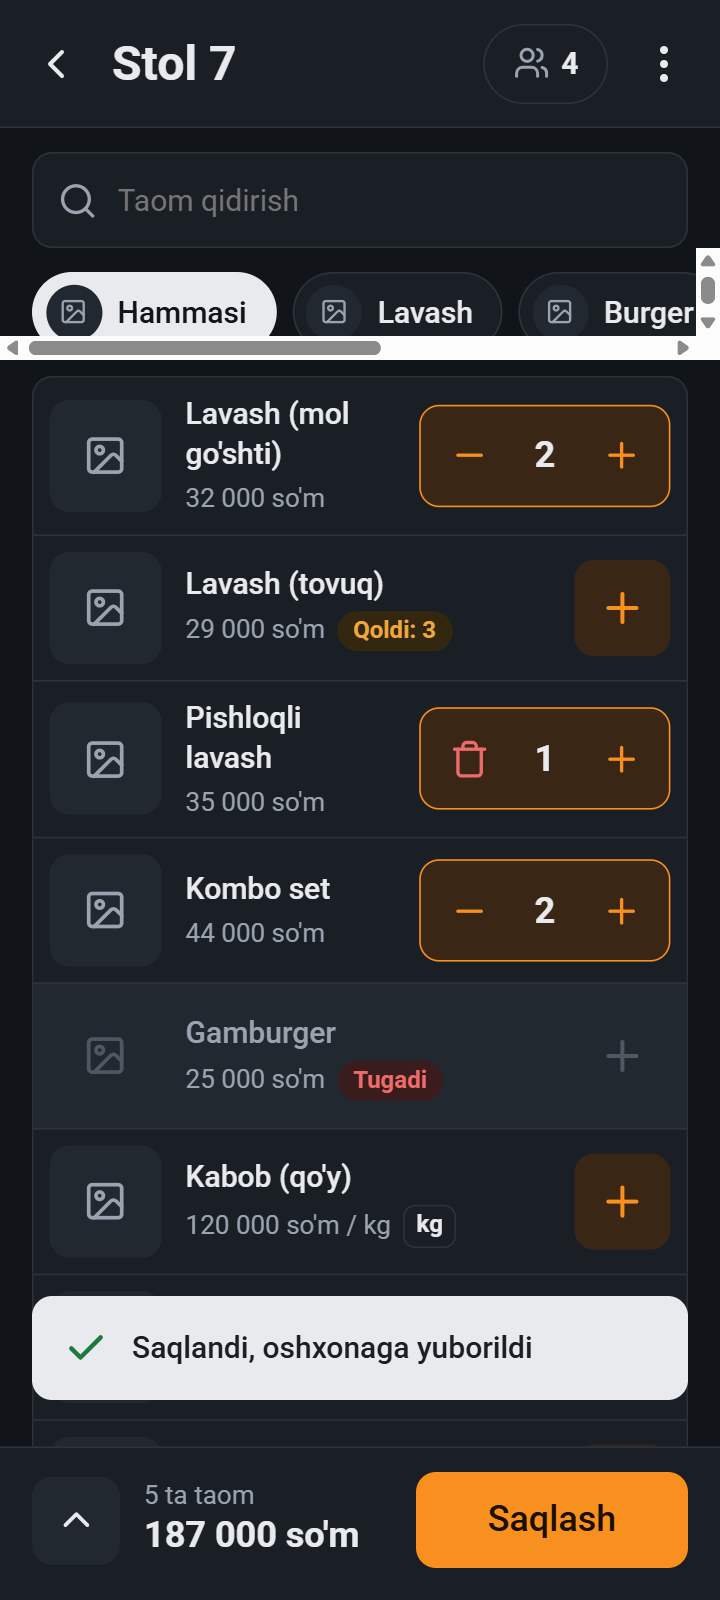 Stol 7
4
Taom qidirish
Hammasi
Lavash
Burger
Lavash (mol
go'shti)
32 000 so'm
2
Lavash (tovuq)
29 000 so'm
Qoldi: 3
Pishloqli
lavash
35 000 so'm
1
Kombo set
44 000 so'm
2
Gamburger
25 000 so'm
Tugadi
Kabob (qo'y)
120 000 so'm / kg
kg
Saqlandi, oshxonaga yuborildi
5 ta taom
187 000 so'm
Saqlash